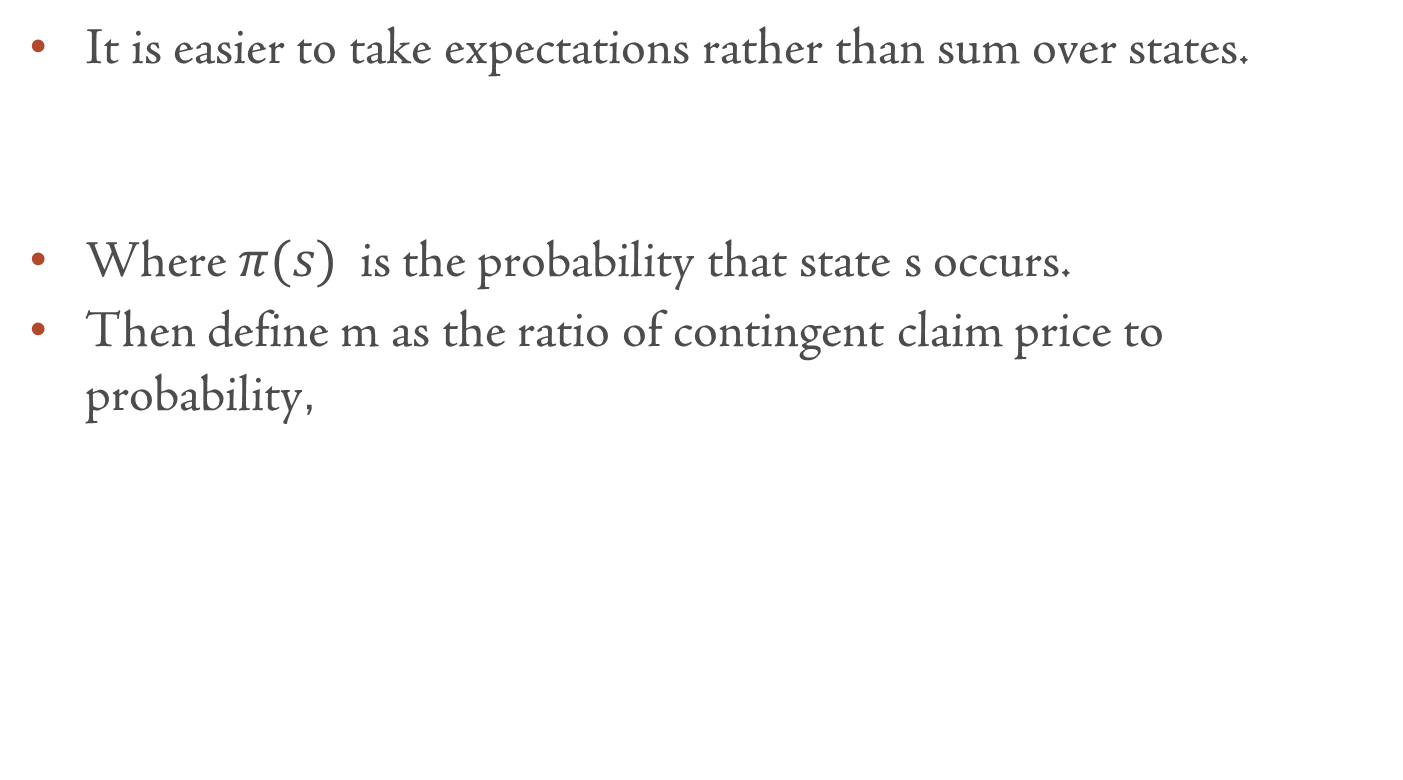 • It is easier to take expectations rather than sum over states.
• Where π(s) is the probability that state s occurs.
• Then define m as the ratio of contingent claim price to
probability,